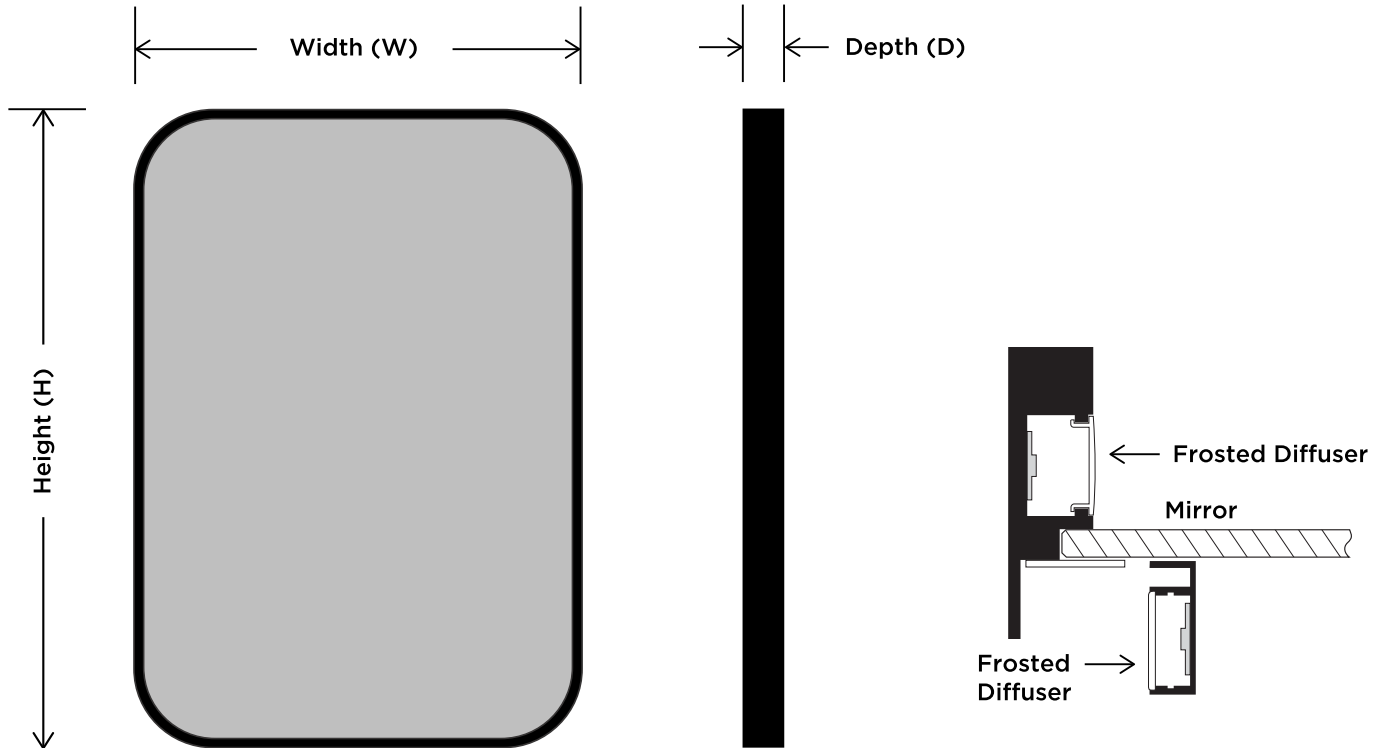 Width (W)
Depth (D)
Height (H)
Frosted Diffuser
Mirror
Frosted
Diffuser